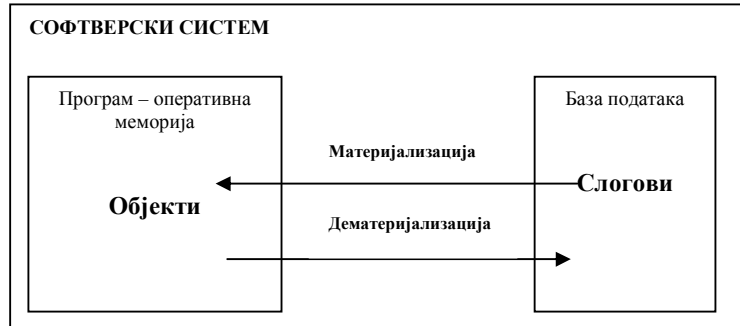 СОФТВЕРСКИ СИСТЕМ
Програм – оперативна
меморија
База података
Материјализација
Објекти
Слогови
Дематеријализација